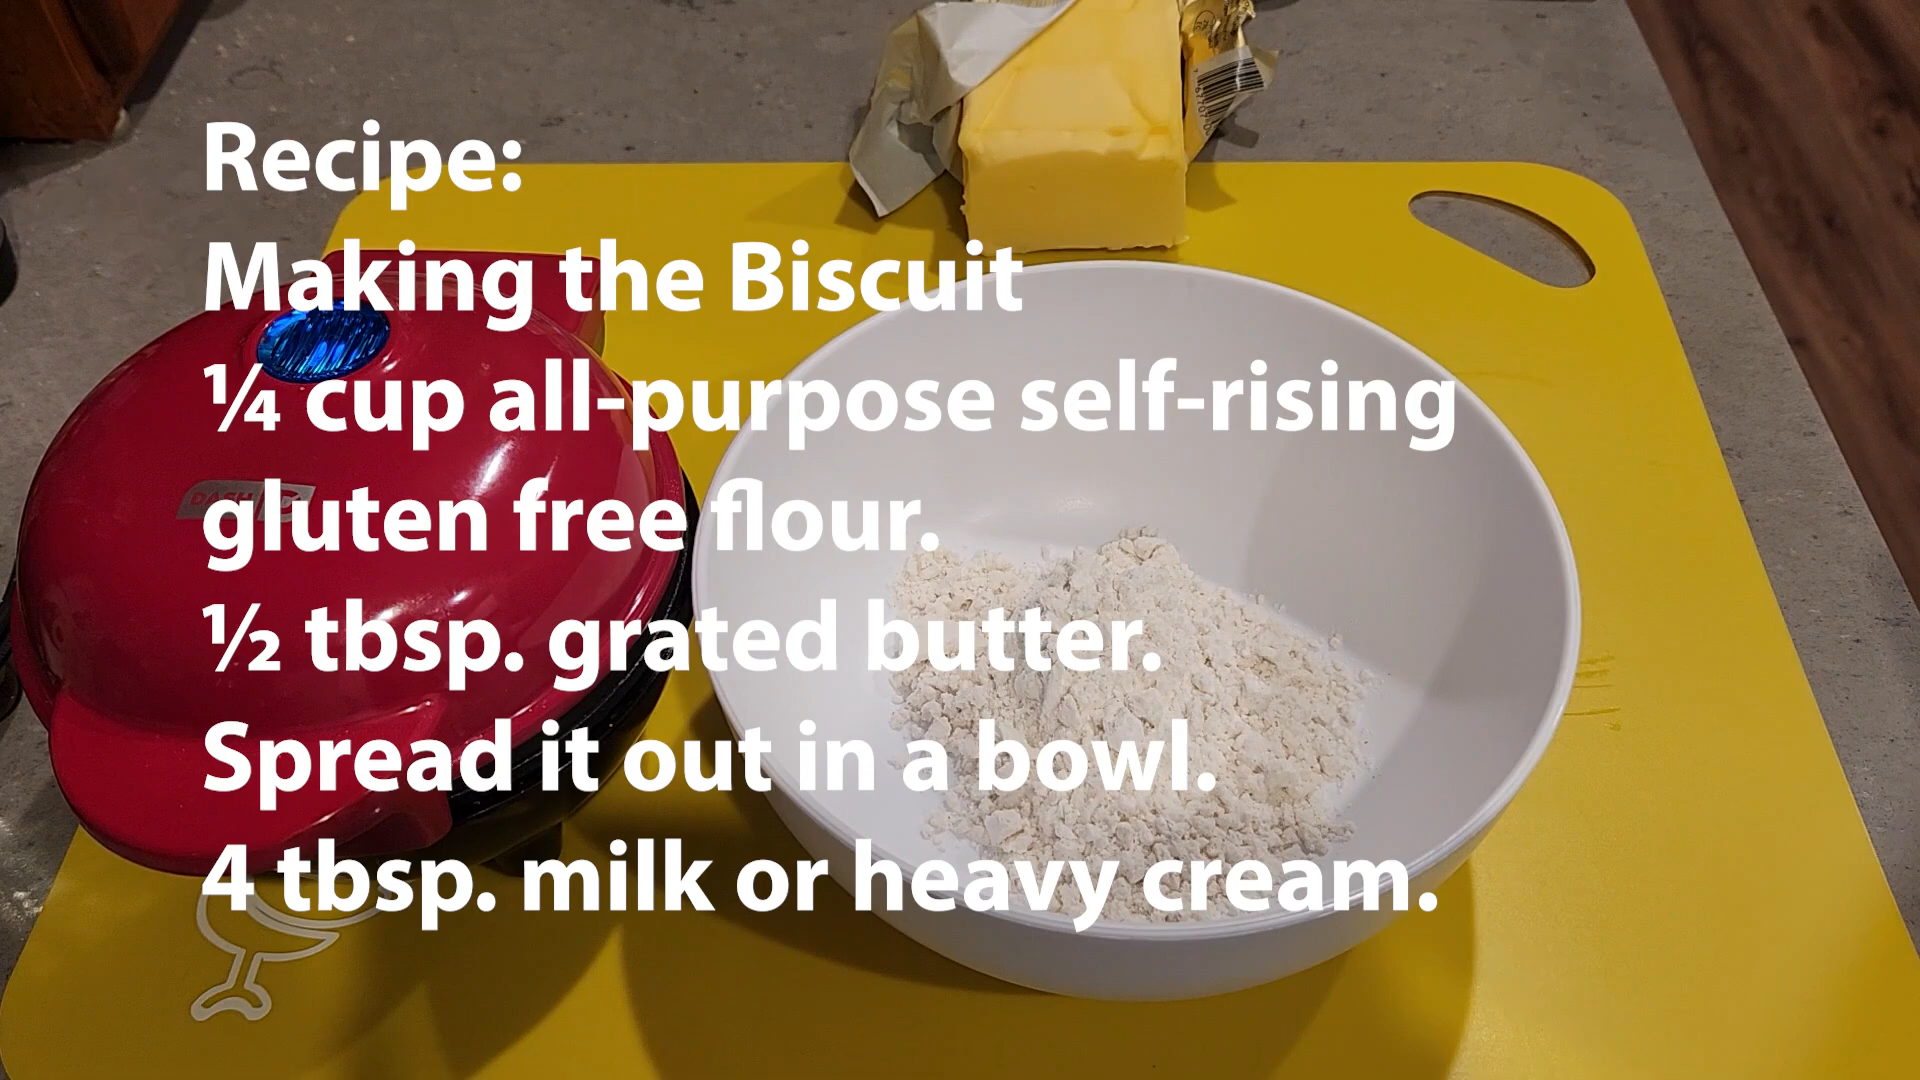 Recipe:
Making the Biscuit
¼ cup all-purpose self-rising
DASH
gluten free flour.
½ tbsp. grated butter.
Spread it out in a bowl.
4 tbsp. milk or heavy cream.